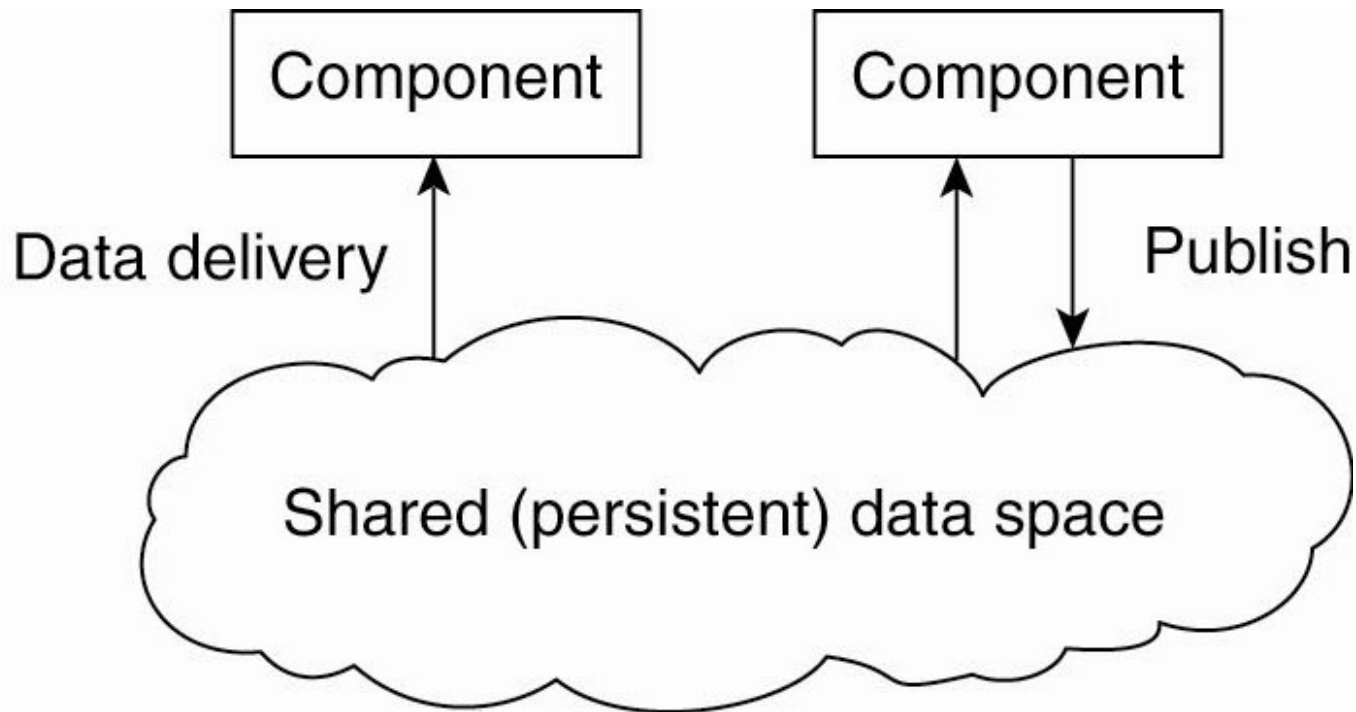 Component
Component
Data delivery
Publish
Shared (persistent) data space